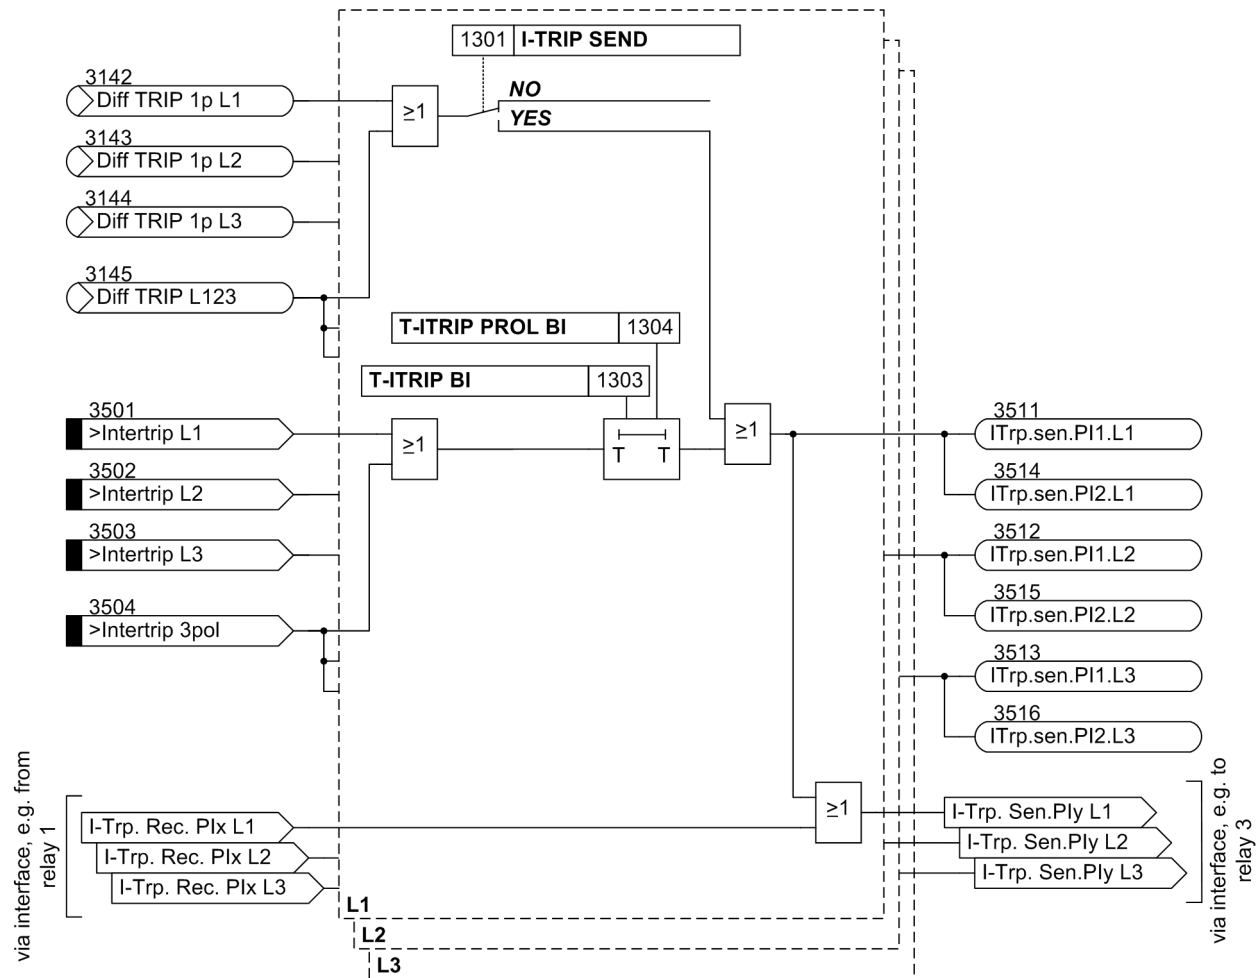 1301 I-TRIP SEND
3142
Diff TRIP 1p L1
≥1
NO
YES
3143
Diff TRIP 1p L2
3144
Diff TRIP 1p L3
3145
Diff TRIP L123
T-ITRIP PROL BI 1304
T-ITRIP BI 1303
3501
>Intertrip L1
≥1
T T
≥1
3511
ITrp.sen.PI1.L1
3502
>Intertrip L2
3514
ITrp.sen.PI2.L1
3503
>Intertrip L3
3512
ITrp.sen.PI1.L2
3504
>Intertrip 3pol
3515
ITrp.sen.PI2.L2
3513
ITrp.sen.PI1.L3
3516
ITrp.sen.PI2.L3
via interface, e.g. from
relay 1
I-Trp. Rec. PIx L1
I-Trp. Rec. PIx L2
I-Trp. Rec. PIx L3
≥1
I-Trp. Sen.PIy L1
I-Trp. Sen.PIy L2
I-Trp. Sen.PIy L3
via interface, e.g. to
relay 3
L1
L2
L3